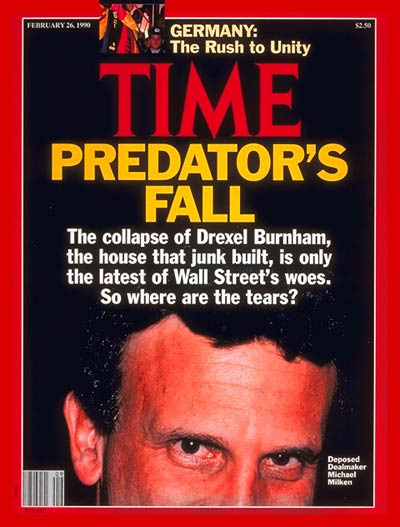 FEBRUARY 26, 1990
GERMANY:
The Rush to Unity
$2.50
TIME
PREDATOR'S
FALL
The collapse of Drexel Burnham,
the house that junk built, is only
the latest of Wall Street's woes.
So where are the tears?
Deposed
Dealmaker
Michael
Milken
09